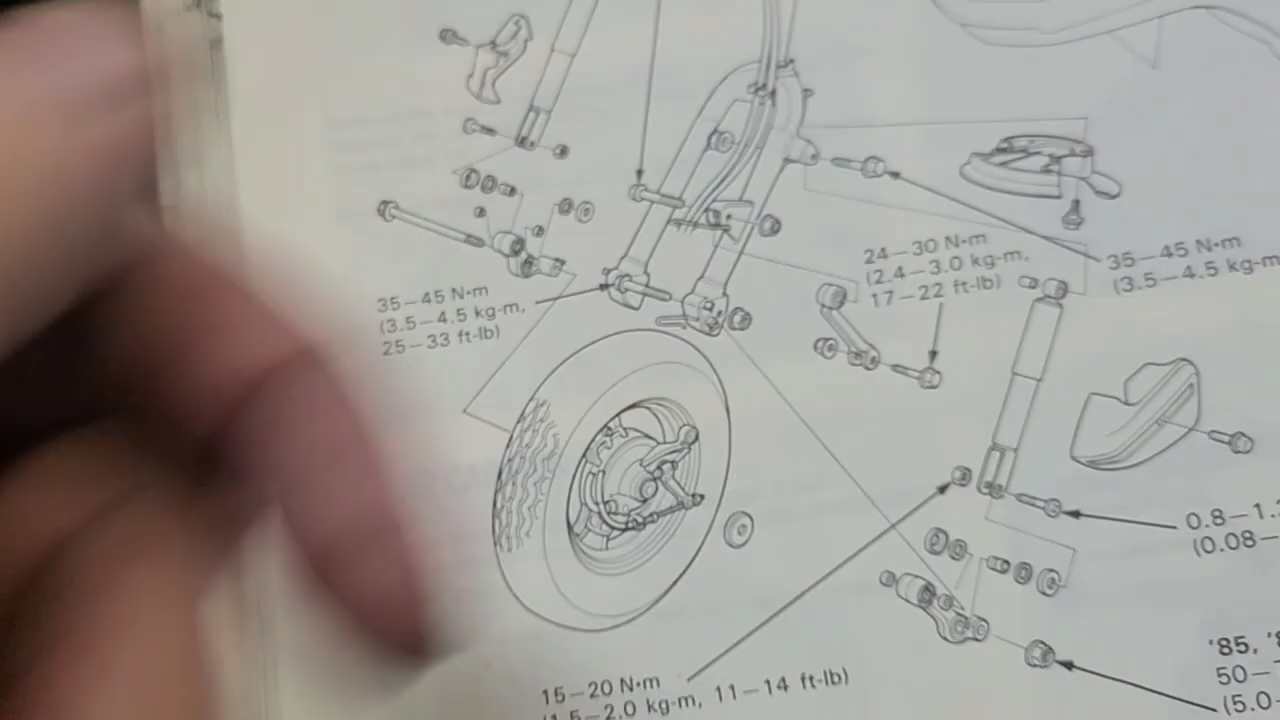 24–30 N·m
(2.4–3.0 kg-m,
17–22 ft-lb)
35–45 N·m
(3.5–4.5 kg-m
35–45 N·m
(3.5–4.5 kg-m,
25–33 ft-lb)
0.8–1.
(0.08–
15–20 N·m
(1.5–2.0 kg-m, 11–14 ft-lb)
'85,
50–
(5.0